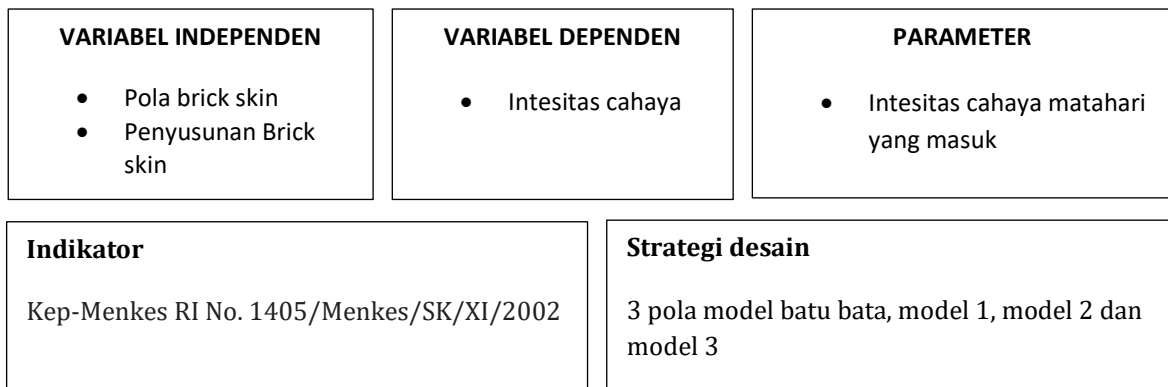 VARIABEL INDEPENDEN
• Pola brick skin
• Penyusunan Brick
skin
VARIABEL DEPENDEN
• Intesitas cahaya
PARAMETER
• Intesitas cahaya matahari
yang masuk
Indikator
Kep-Menkes RI No. 1405/Menkes/SK/XI/2002
Strategi desain
3 pola model batu bata, model 1, model 2 dan
model 3